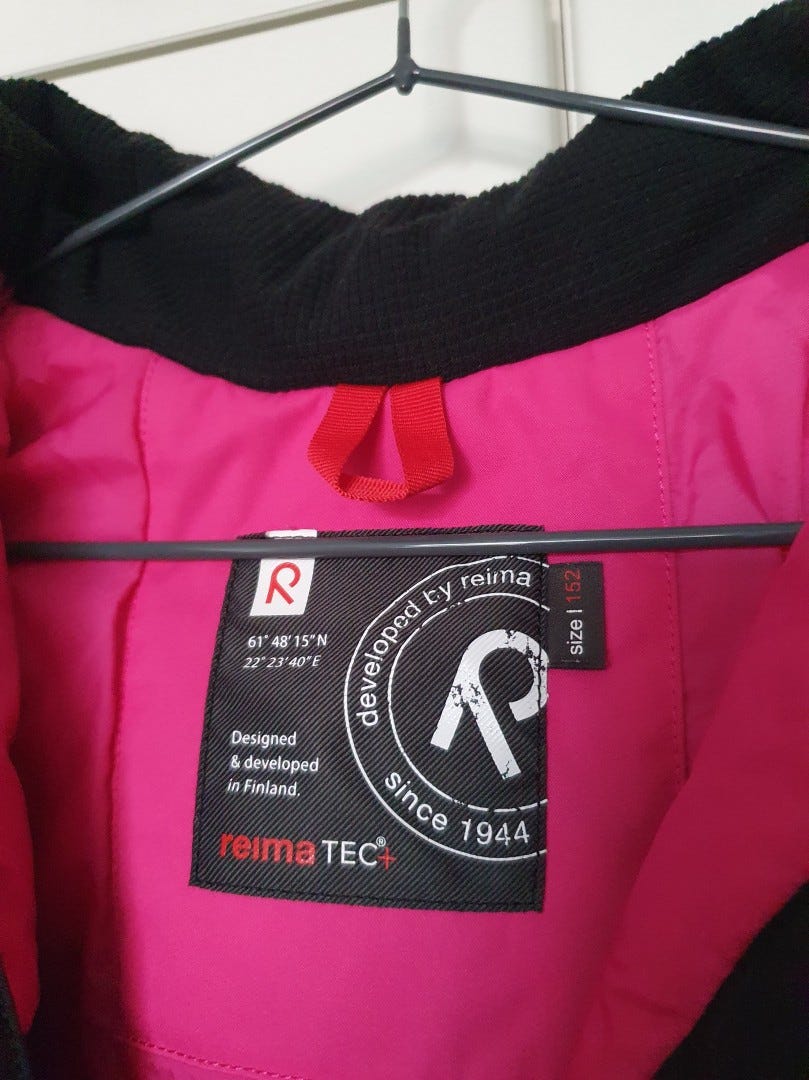 61° 48' 15" N
22° 23' 40" E
developed by reima
since 1944
Designed
& developed
in Finland.
reima TEC®+
size | 152